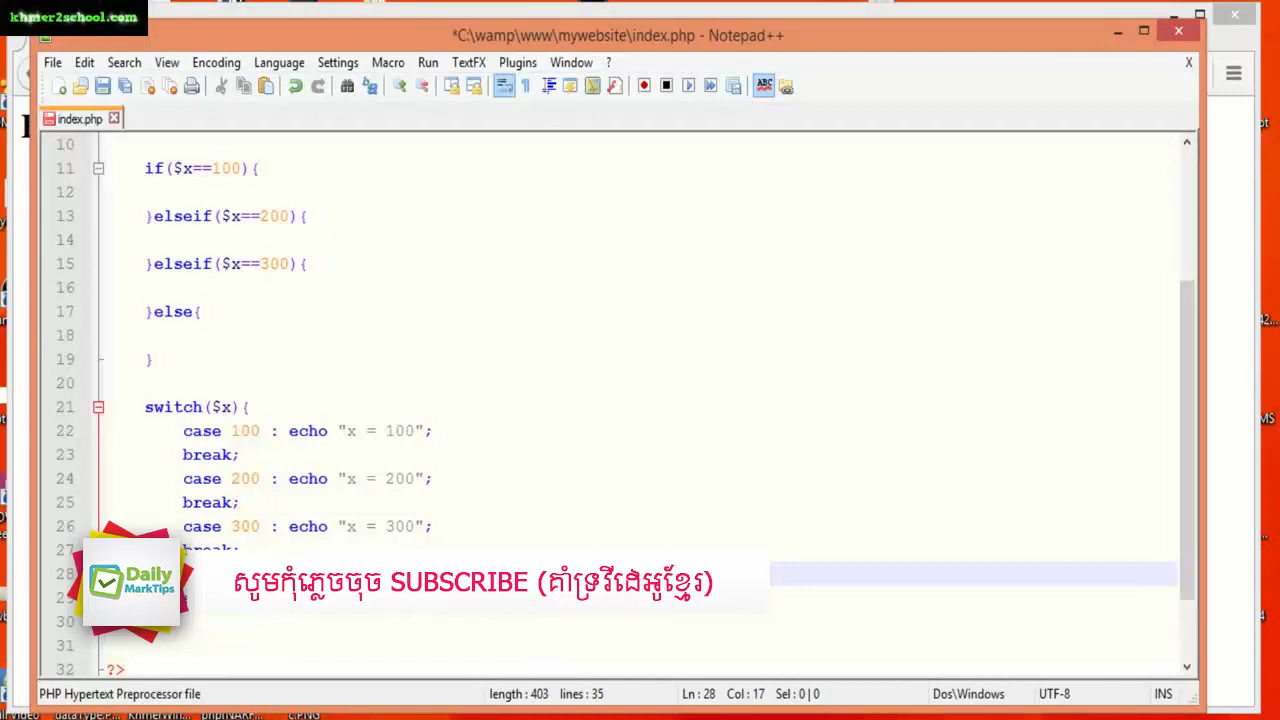 khmer2school.com
*C:\wamp\www\mywebsite\index.php - Notepad++
File Edit Search View Encoding Language Settings Macro Run TextFX Plugins Window ? X
index.php
10
11 if($x==100){
12
13 }elseif($x==200){
14
15 }elseif($x==300){
16
17 }else{
18
19 }
20
21 switch($x){
22 case 100 : echo "x = 100";
23 break;
24 case 200 : echo "x = 200";
25 break;
26 case 300 : echo "x = 300";
27 break;
28
29
30
31
32 ?>
Daily
MarkTips
សូមកុំភ្លេចចុច SUBSCRIBE (គាំទ្រវីដេអូខ្មែរ)
PHP Hypertext Preprocessor file length : 403 lines : 35 Ln : 28 Col : 17 Sel : 0 | 0 Dos\Windows UTF-8 INS